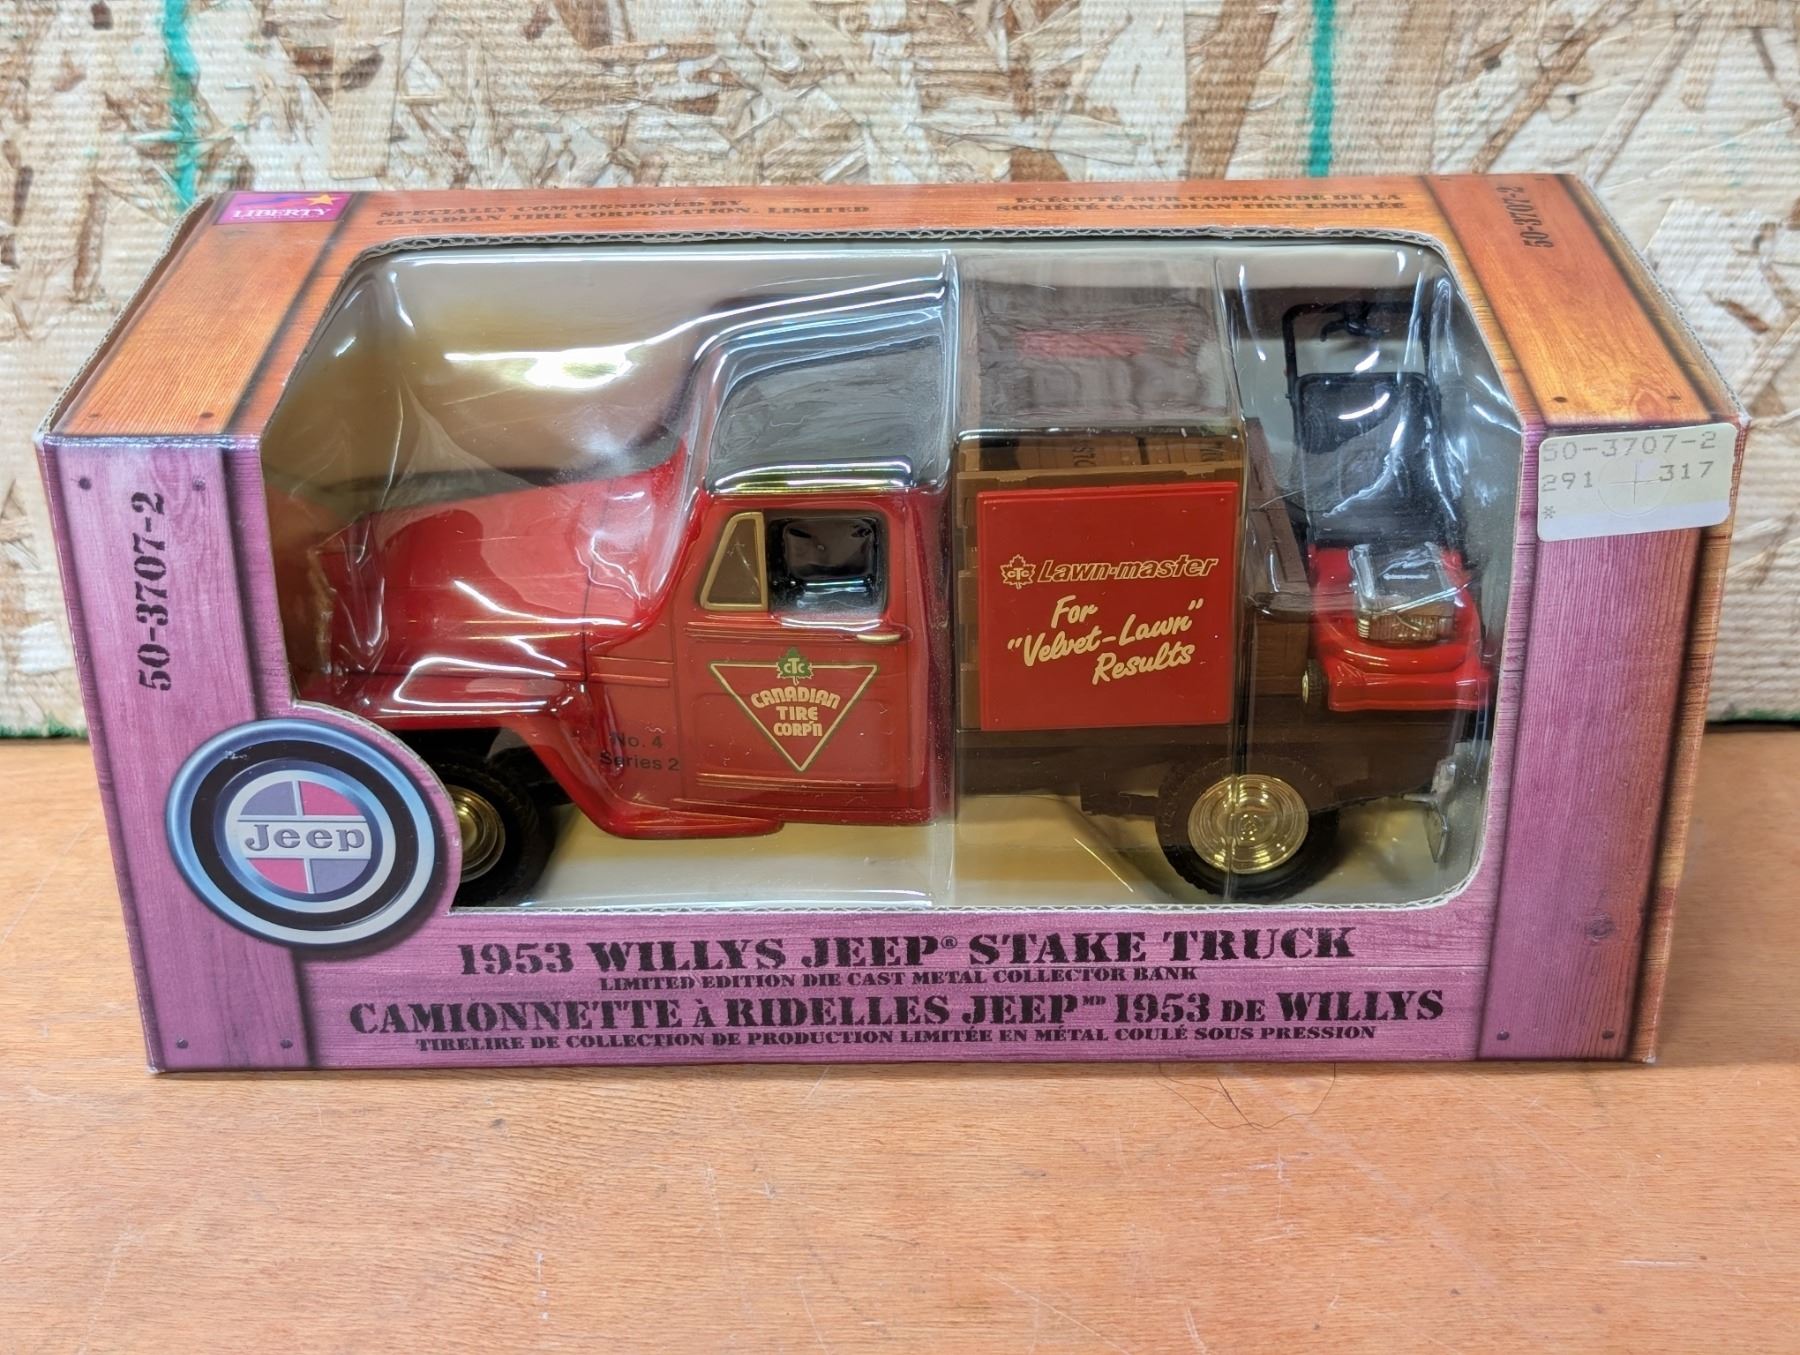 LIBERTY
SPECIALLY COMMISSIONED BY
CANADIAN TIRE CORPORATION, LIMITED
EXÉCUTÉ SUR COMMANDE DE LA
SOCIÉTÉ CANADIAN TIRE LIMITÉE
50-3707-2
50-3707-2
291 317
*
50-3707-2
CTC Lawn-master
For
"Velvet-Lawn"
Results
CTC
CANADIAN
TIRE
CORP'N
No. 4
Series 2
Jeep
1953 WILLYS JEEP® STAKE TRUCK
LIMITED EDITION DIE CAST METAL COLLECTOR BANK
CAMIONNETTE À RIDELLES JEEP MD 1953 DE WILLYS
TIRELIRE DE COLLECTION DE PRODUCTION LIMITÉE EN MÉTAL COULÉ SOUS PRESSION